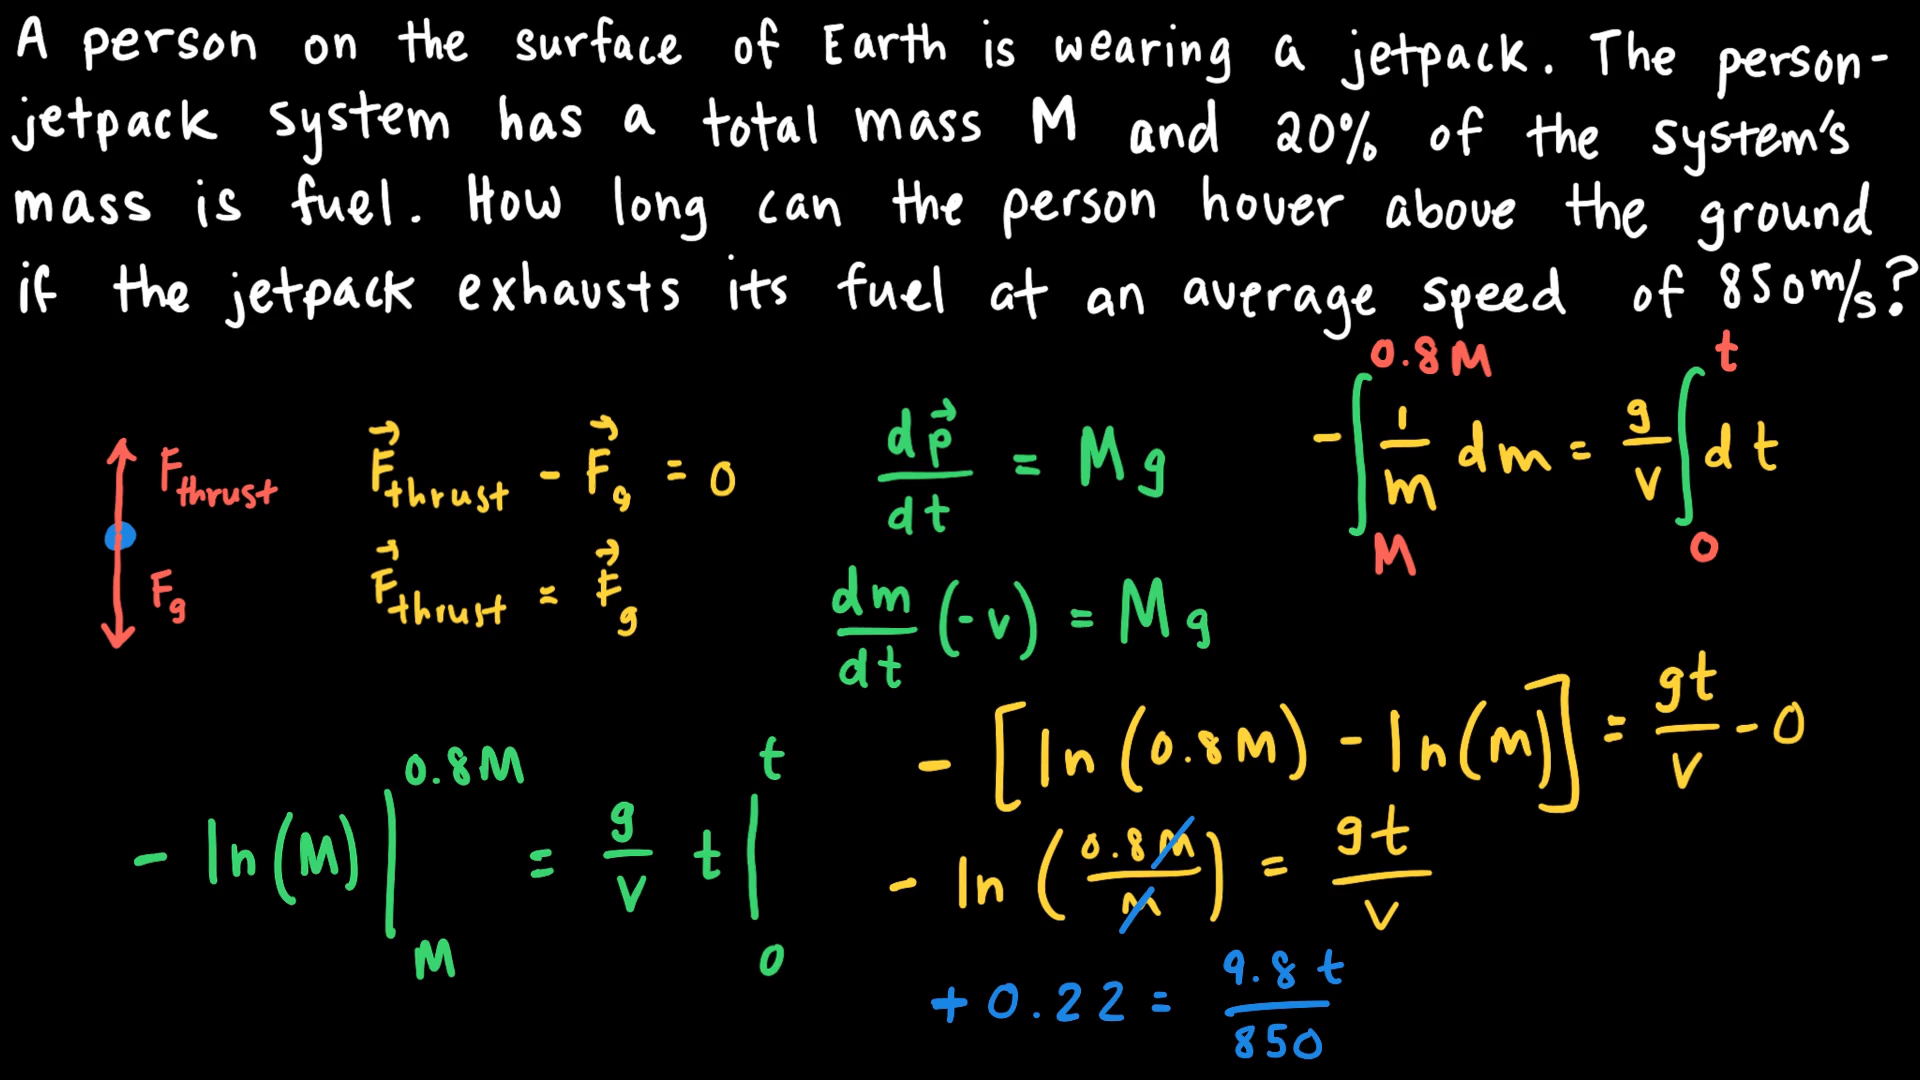 A person on the surface of Earth is wearing a jetpack. The person-
jetpack system has a total mass M and 20% of the system's
mass is fuel. How long can the person hover above the ground
if the jetpack exhausts its fuel at an average speed of 850m/s?
F_thrust
F_g
F⃗_thrust - F⃗_g = 0
F⃗_thrust = F⃗_g
dp⃗/dt = Mg
dm/dt (-v) = Mg
-∫_M^0.8M 1/m dm = g/v ∫_0^t dt
- ln(M) |_M^0.8M = g/v t |_0^t
- [ln(0.8M) - ln(M)] = gt/v - 0
- ln(0.8M/M) = gt/v
+ 0.22 = 9.8t/850